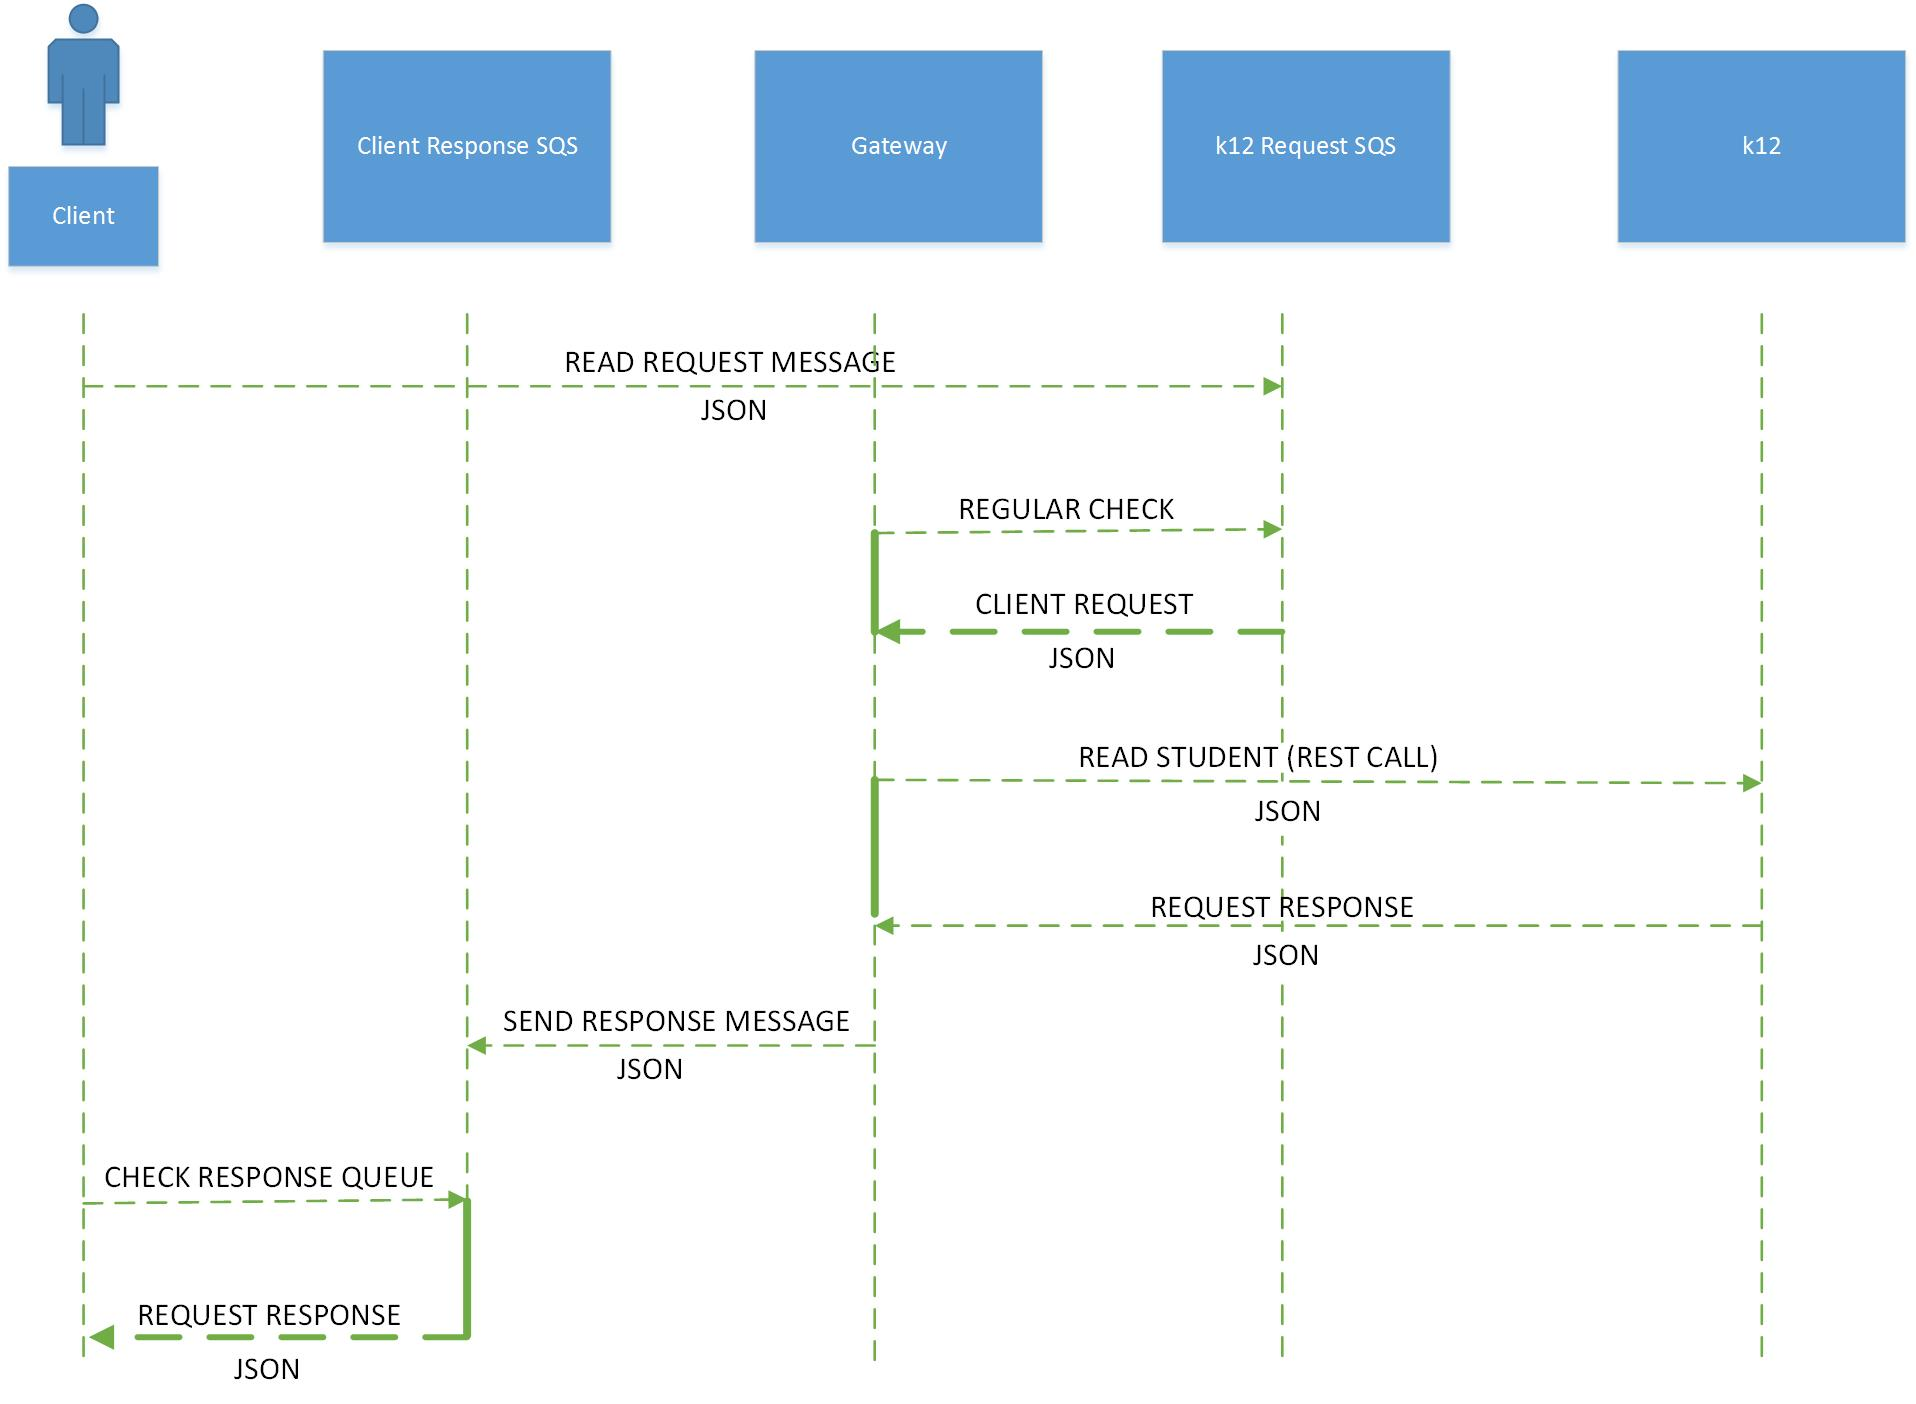 Client
Client Response SQS
Gateway
k12 Request SQS
k12
READ REQUEST MESSAGE
JSON
REGULAR CHECK
CLIENT REQUEST
JSON
READ STUDENT (REST CALL)
JSON
REQUEST RESPONSE
JSON
SEND RESPONSE MESSAGE
JSON
CHECK RESPONSE QUEUE
REQUEST RESPONSE
JSON